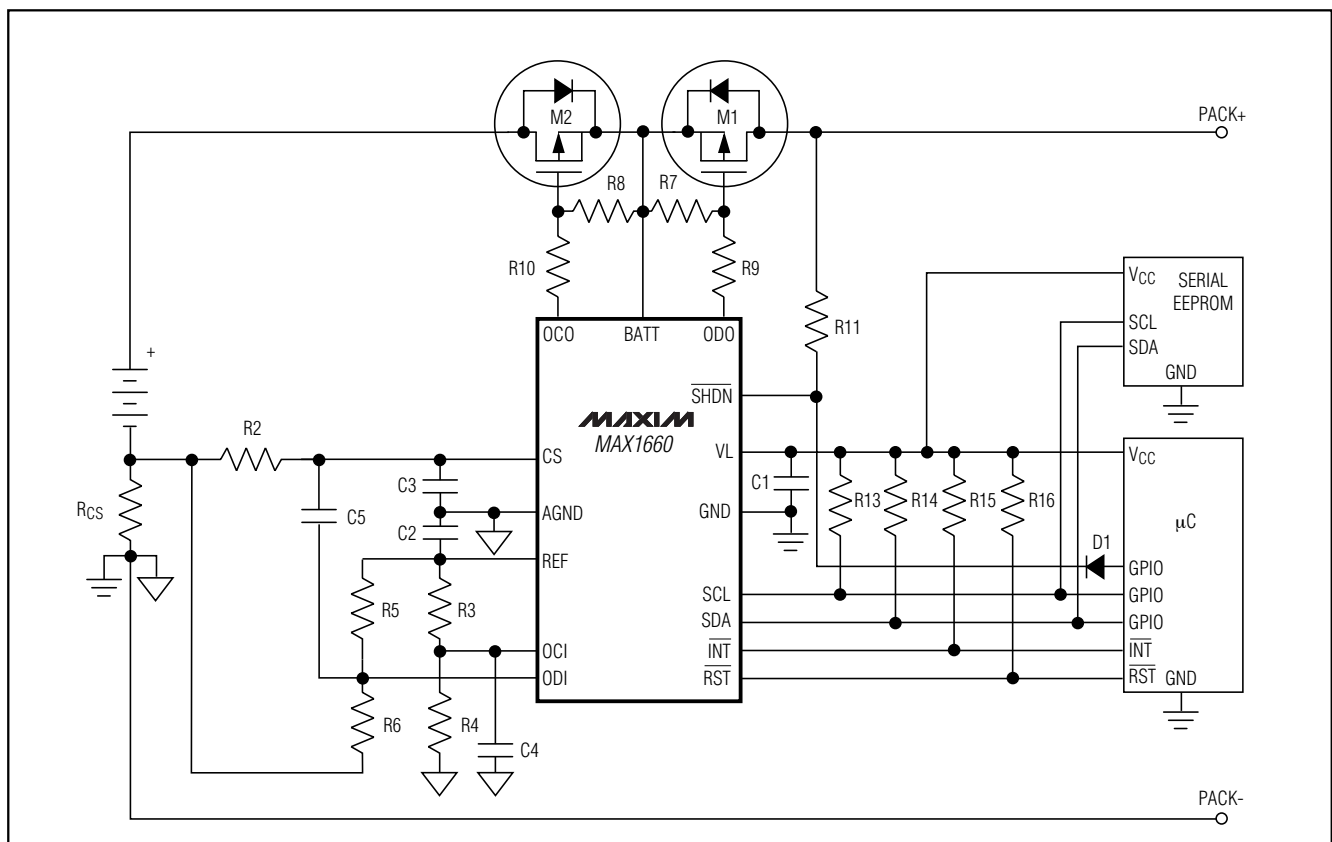 M2
M1
PACK+
R8
R7
R10
R9
R11
VCC
SERIAL
EEPROM
SCL
SDA
GND
OCO
BATT
ODO
SHDN
+
MAXIM
MAX1660
R2
CS
VL
VCC
C3
C1
R13
R14
R15
R16
RCS
C5
AGND
GND
C2
µC
REF
D1
GPIO
R5
R3
SCL
GPIO
SDA
GPIO
OCI
INT
INT
ODI
RST
RST
GND
R6
R4
C4
PACK-